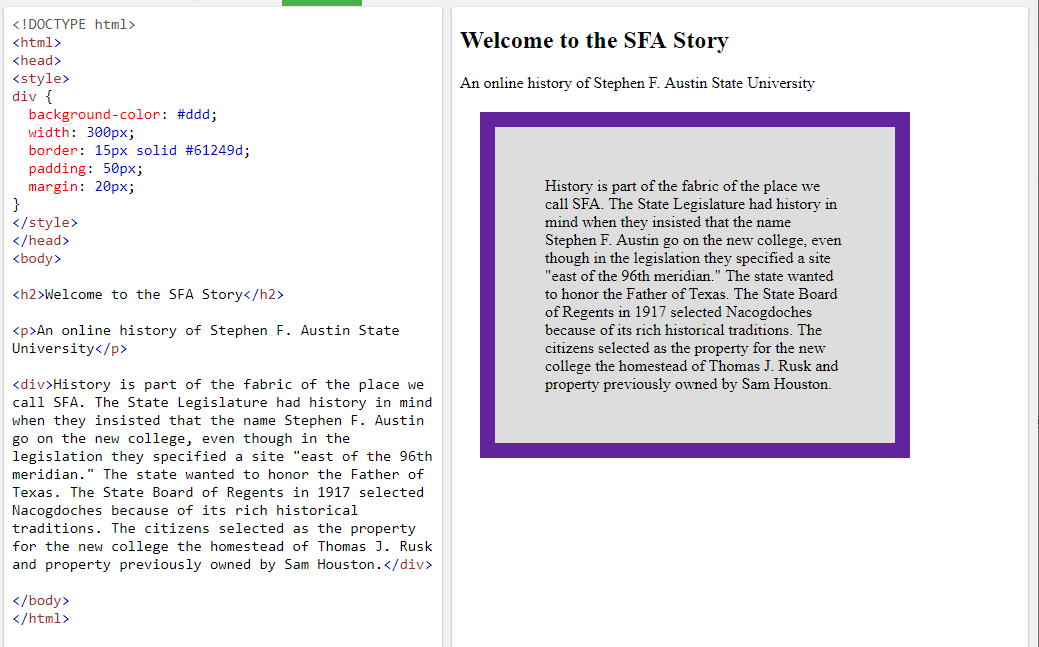 <!DOCTYPE html>
<html>
<head>
<style>
div {
  background-color: #ddd;
  width: 300px;
  border: 15px solid #61249d;
  padding: 50px;
  margin: 20px;
}
</style>
</head>
<body>
<h2>Welcome to the SFA Story</h2>
<p>An online history of Stephen F. Austin State
University</p>
<div>History is part of the fabric of the place we
call SFA. The State Legislature had history in mind
when they insisted that the name Stephen F. Austin
go on the new college, even though in the
legislation they specified a site "east of the 96th
meridian." The state wanted to honor the Father of
Texas. The State Board of Regents in 1917 selected
Nacogdoches because of its rich historical
traditions. The citizens selected as the property
for the new college the homestead of Thomas J. Rusk
and property previously owned by Sam Houston.</div>
</body>
</html>
Welcome to the SFA Story
An online history of Stephen F. Austin State University
History is part of the fabric of the place we
call SFA. The State Legislature had history in
mind when they insisted that the name
Stephen F. Austin go on the new college, even
though in the legislation they specified a site
"east of the 96th meridian." The state wanted
to honor the Father of Texas. The State Board
of Regents in 1917 selected Nacogdoches
because of its rich historical traditions. The
citizens selected as the property for the new
college the homestead of Thomas J. Rusk and
property previously owned by Sam Houston.